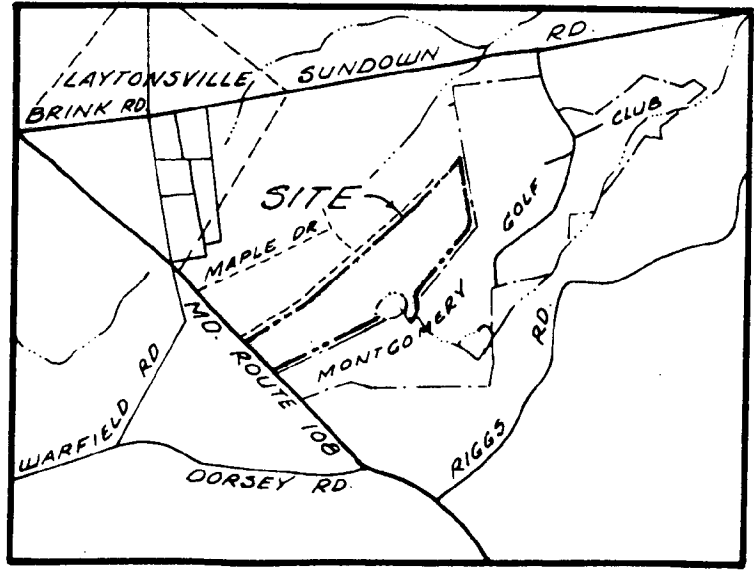 LAYTONSVILLE
SUNDOWN RD.
BRINK RD.
CLUB
SITE
GOLF
MAPLE DR
MONTGOMERY
MD. ROUTE 108
RD
WARFIELD RD
RIGGS
DORSEY RD.